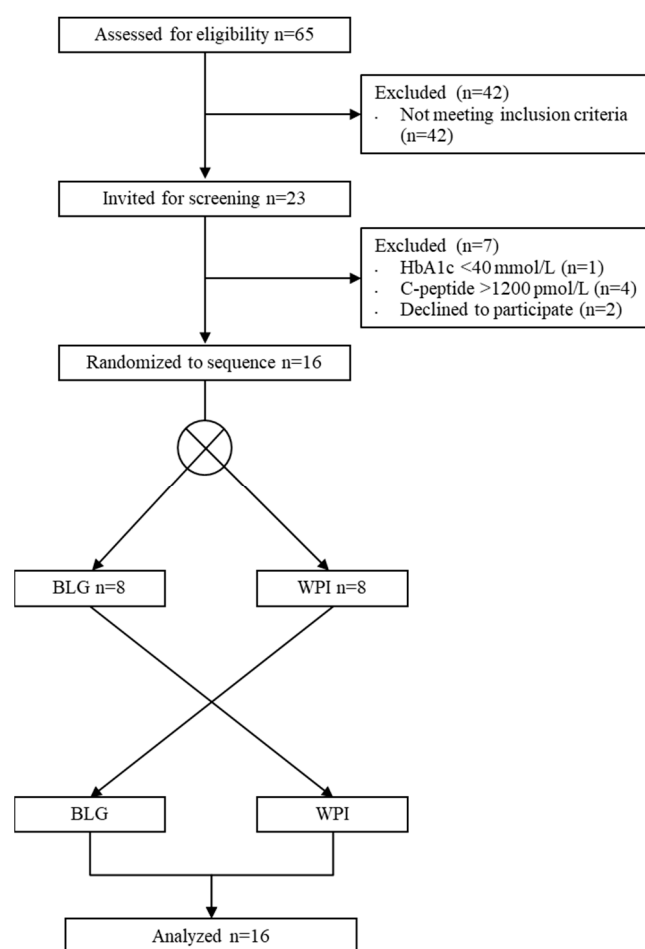 Assessed for eligibility n=65
Excluded (n=42)
· Not meeting inclusion criteria
(n=42)
Invited for screening n=23
Excluded (n=7)
· HbA1c <40 mmol/L (n=1)
· C-peptide >1200 pmol/L (n=4)
· Declined to participate (n=2)
Randomized to sequence n=16
BLG n=8
WPI n=8
BLG
WPI
Analyzed n=16